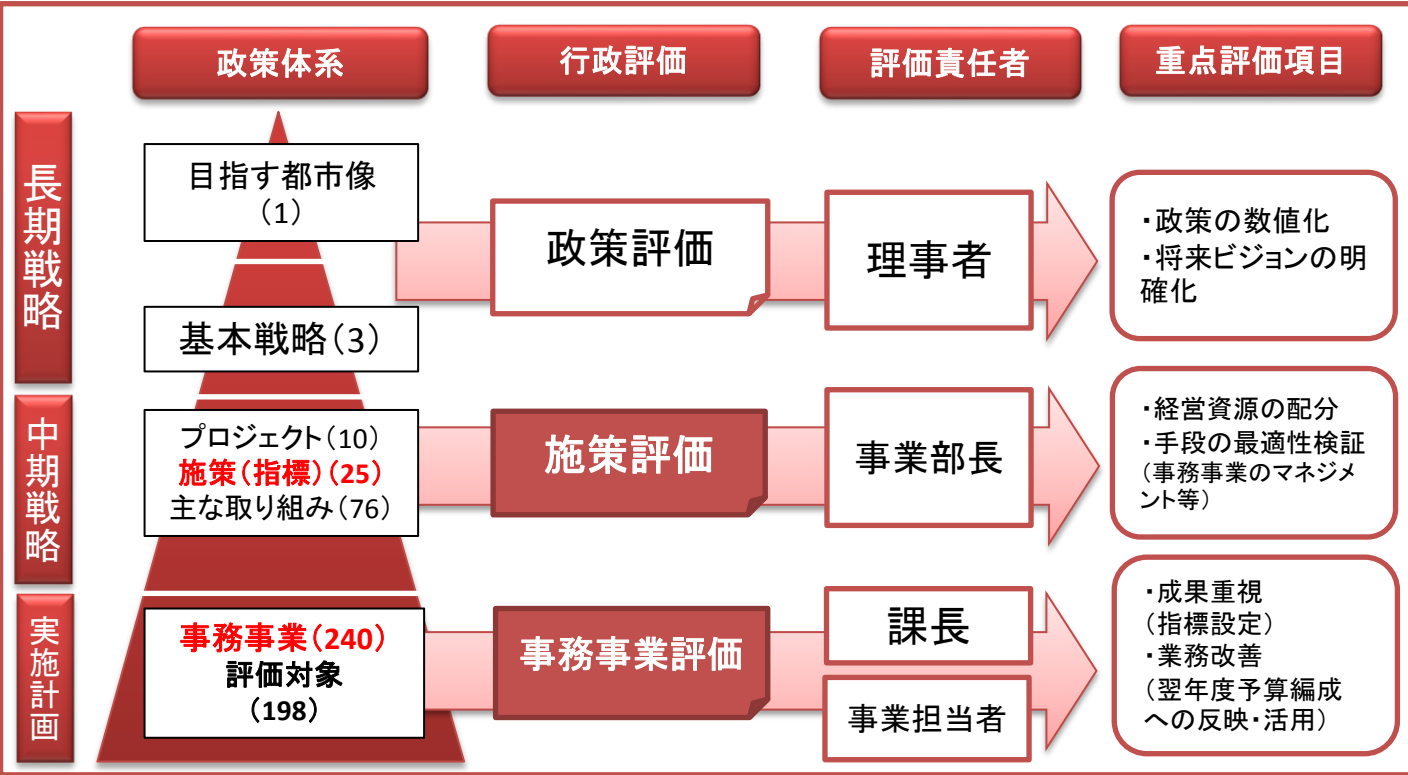 政策体系
行政評価
評価責任者
重点評価項目
長期戦略
目指す都市像
(1)
基本戦略(3)
政策評価
理事者
・政策の数値化
・将来ビジョンの明
確化
中期戦略
プロジェクト(10)
施策(指標)(25)
主な取り組み(76)
施策評価
事業部長
・経営資源の配分
・手段の最適性検証
(事務事業のマネジメ
ント等)
実施計画
事務事業(240)
評価対象
(198)
事務事業評価
課長
事業担当者
・成果重視
(指標設定)
・業務改善
(翌年度予算編成
への反映・活用)